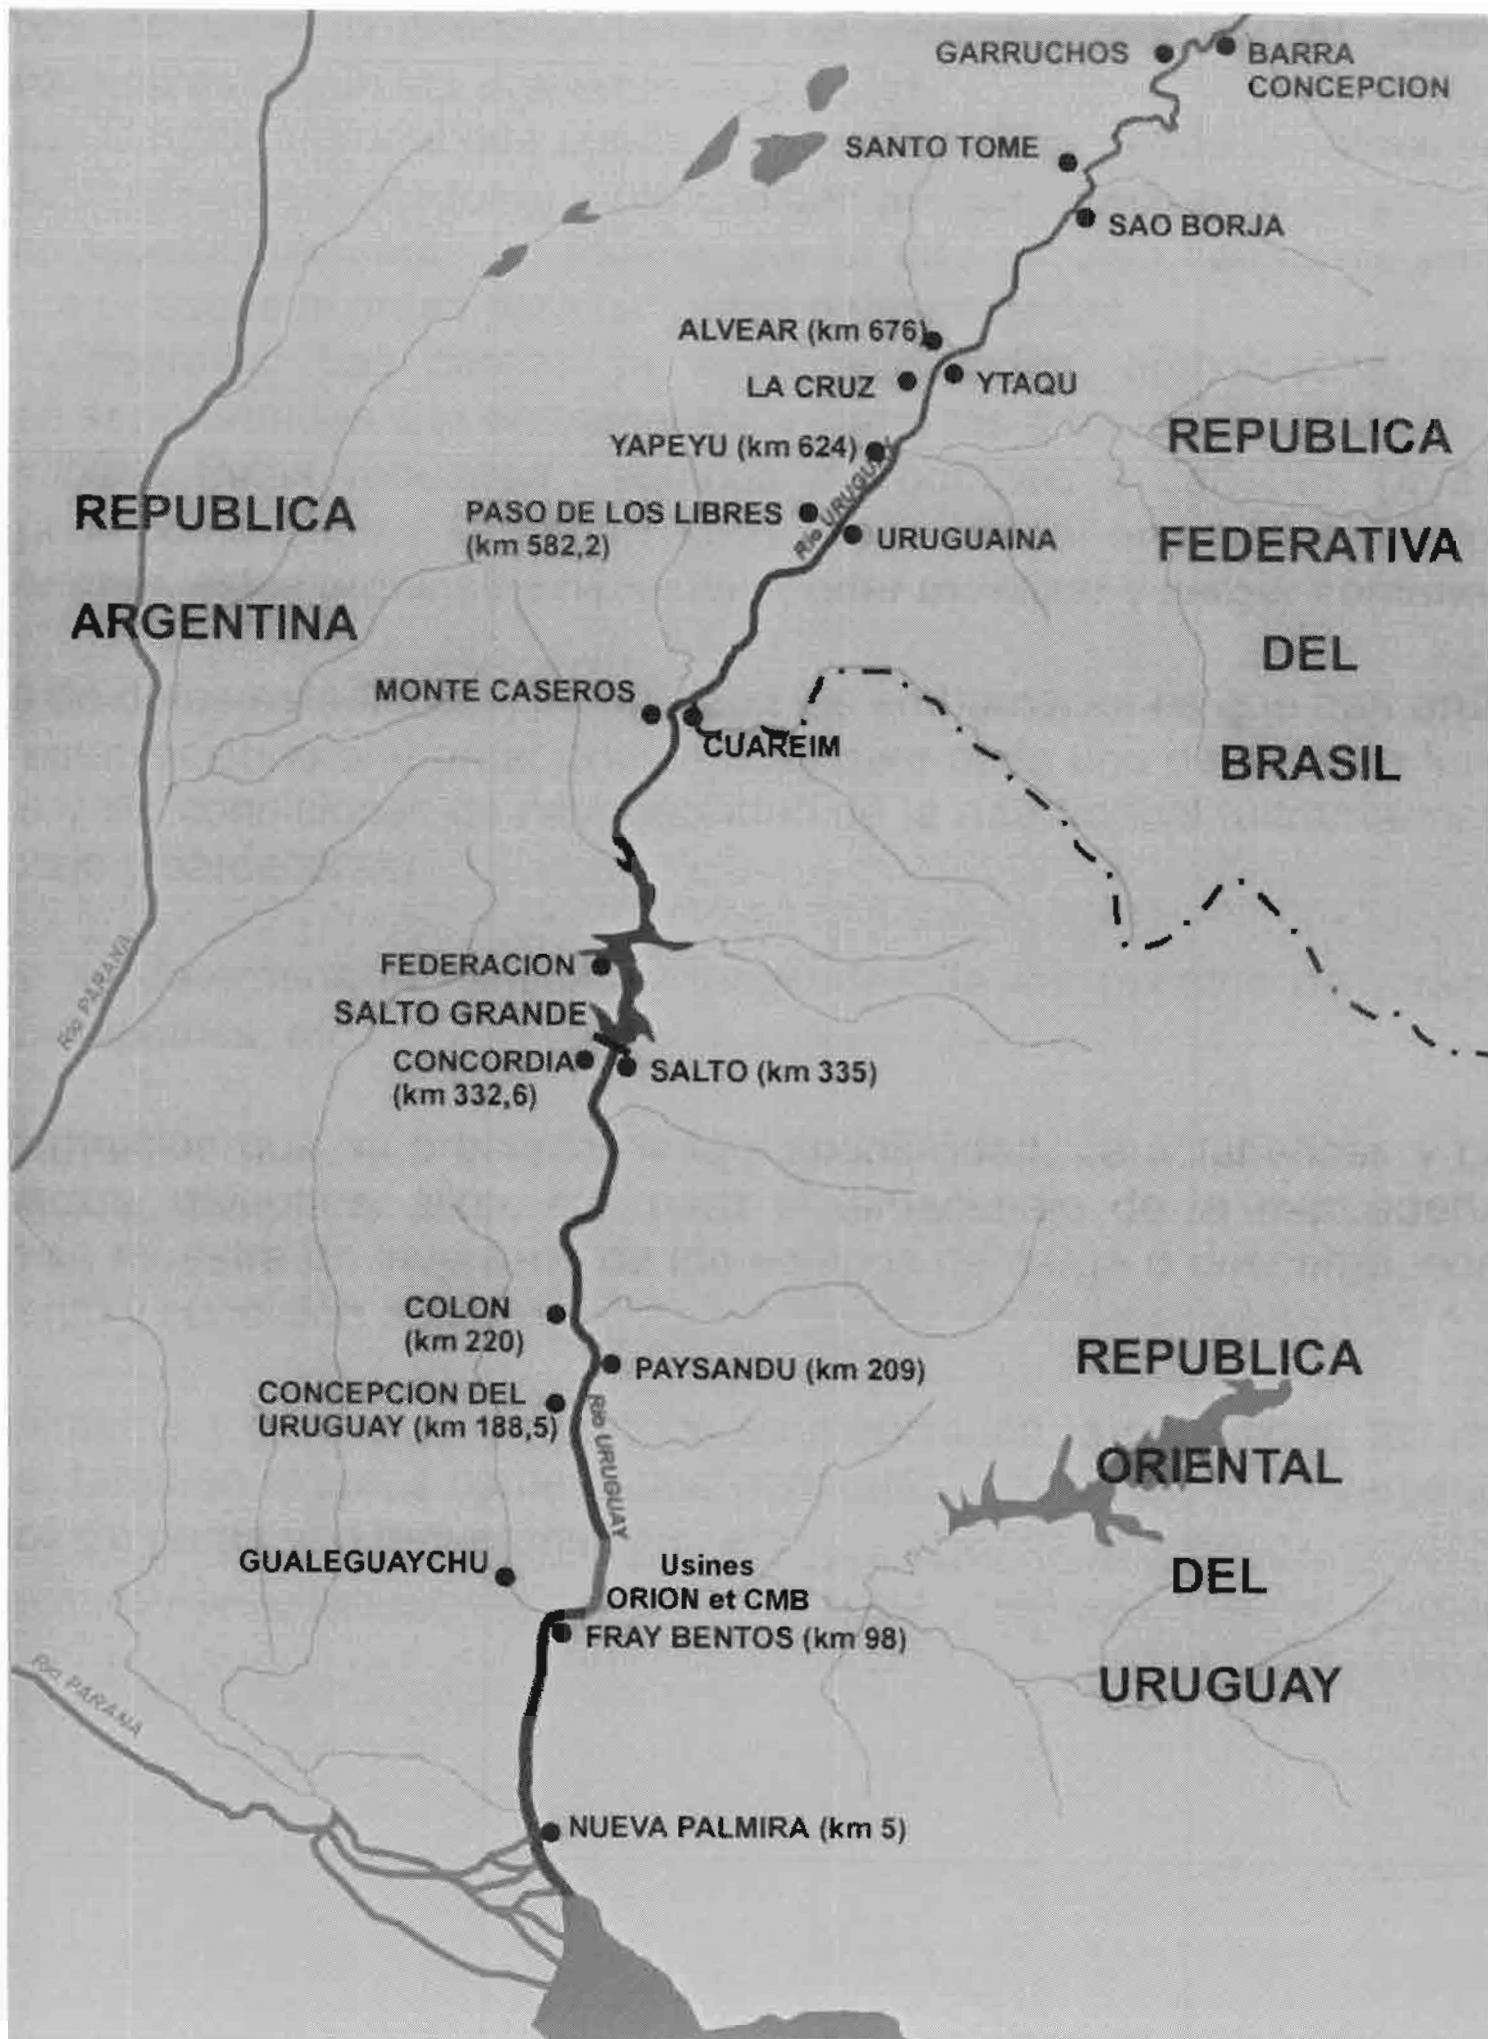 GARRUCHOS
BARRA
CONCEPCION
SANTO TOME
SAO BORJA
ALVEAR (km 676)
LA CRUZ
YTAQU
YAPEYU (km 624)
REPUBLICA
FEDERATIVA
DEL
BRASIL
Río URUGUAY
REPUBLICA
ARGENTINA
PASO DE LOS LIBRES
(km 582,2)
URUGUAINA
MONTE CASEROS
CUAREIM
Río PARANA
FEDERACION
SALTO GRANDE
CONCORDIA
(km 332,6)
SALTO (km 335)
COLON
(km 220)
PAYSANDU (km 209)
CONCEPCION DEL
URUGUAY (km 188,5)
Río URUGUAY
REPUBLICA
ORIENTAL
DEL
URUGUAY
GUALEGUAYCHU
Usines
ORION et CMB
FRAY BENTOS (km 98)
Río PARANA
NUEVA PALMIRA (km 5)